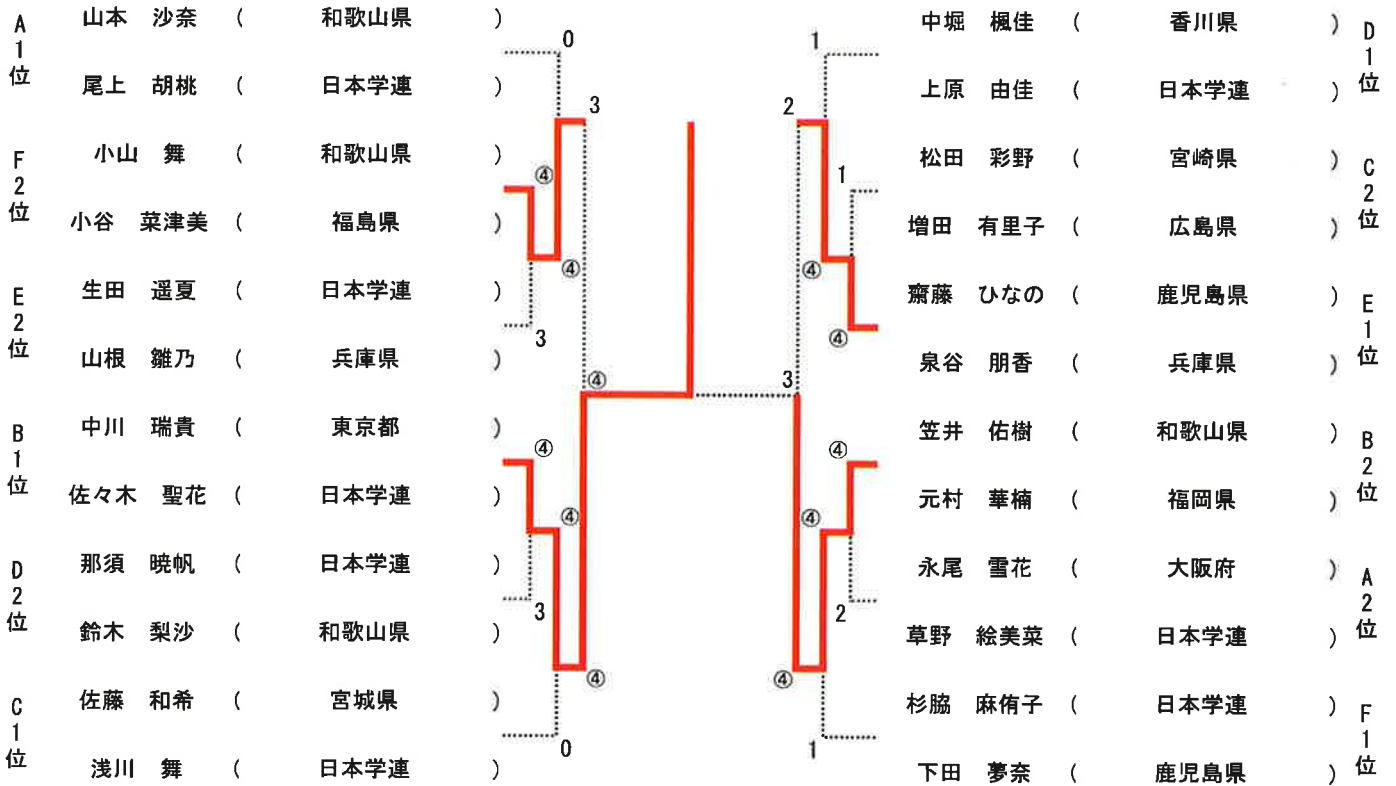 A1位
山本 沙奈 ( 和歌山県 )
尾上 胡桃 ( 日本学連 )
F2位
小山 舞 ( 和歌山県 )
小谷 菜津美 ( 福島県 )
E2位
生田 遥夏 ( 日本学連 )
山根 雛乃 ( 兵庫県 )
B1位
中川 瑞貴 ( 東京都 )
佐々木 聖花 ( 日本学連 )
D2位
那須 暁帆 ( 日本学連 )
鈴木 梨沙 ( 和歌山県 )
C1位
佐藤 和希 ( 宮城県 )
浅川 舞 ( 日本学連 )
0
3
④
④
3
④
④
④
3
④
0
1
2
1
④
④
3
④
④
2
④
1
D1位
中堀 楓佳 ( 香川県 )
上原 由佳 ( 日本学連 )
C2位
松田 彩野 ( 宮崎県 )
増田 有里子 ( 広島県 )
E1位
齋藤 ひなの ( 鹿児島県 )
泉谷 朋香 ( 兵庫県 )
B2位
笠井 佑樹 ( 和歌山県 )
元村 華楠 ( 福岡県 )
A2位
永尾 雪花 ( 大阪府 )
草野 絵美菜 ( 日本学連 )
F1位
杉脇 麻侑子 ( 日本学連 )
下田 夢奈 ( 鹿児島県 )